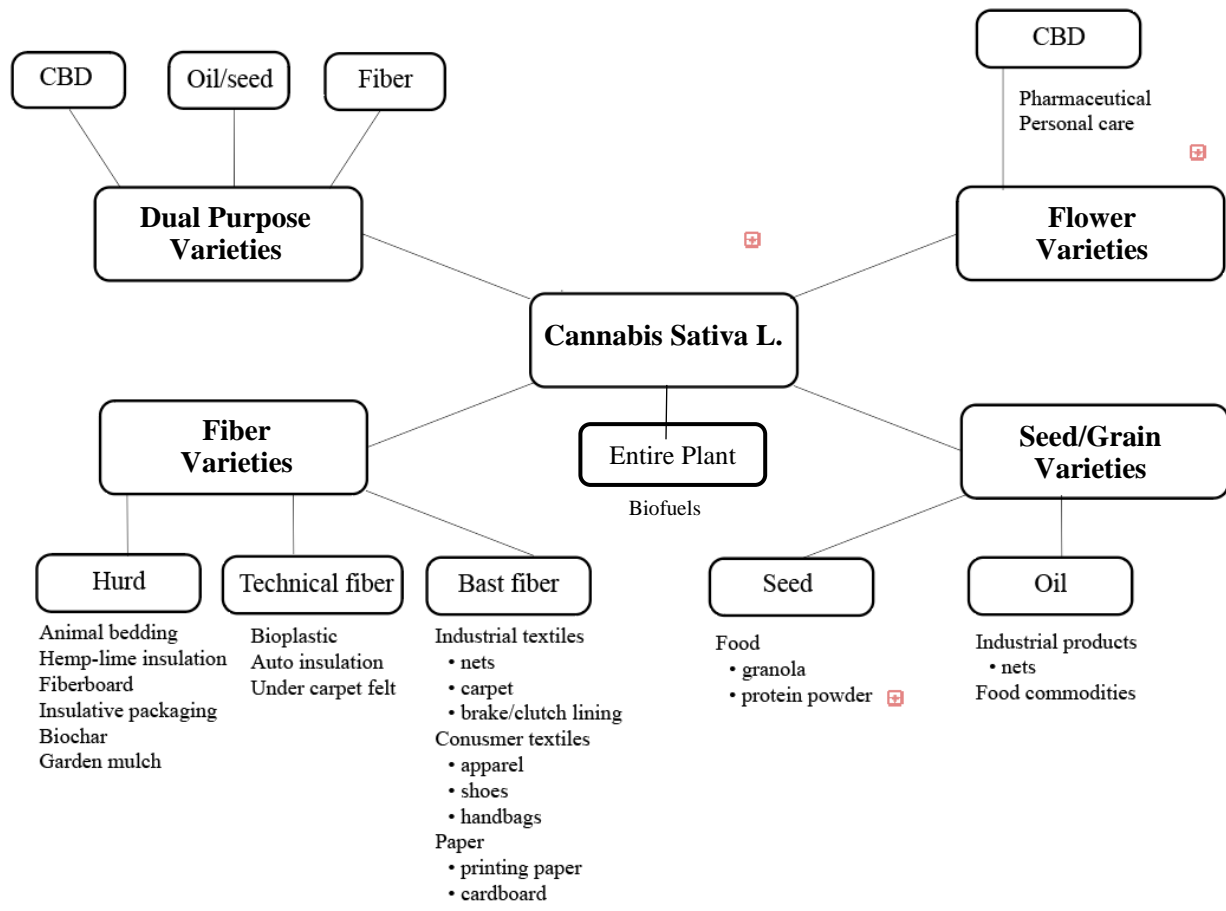 CBD
Oil/seed
Fiber
Dual Purpose
Varieties
CBD
Pharmaceutical
Personal care
Flower
Varieties
Cannabis Sativa L.
Entire Plant
Biofuels
Fiber
Varieties
Hurd
Animal bedding
Hemp-lime insulation
Fiberboard
Insulative packaging
Biochar
Garden mulch
Technical fiber
Bioplastic
Auto insulation
Under carpet felt
Bast fiber
Industrial textiles
• nets
• carpet
• brake/clutch lining
Conusmer textiles
• apparel
• shoes
• handbags
Paper
• printing paper
• cardboard
Seed/Grain
Varieties
Seed
Food
• granola
• protein powder
Oil
Industrial products
• nets
Food commodities